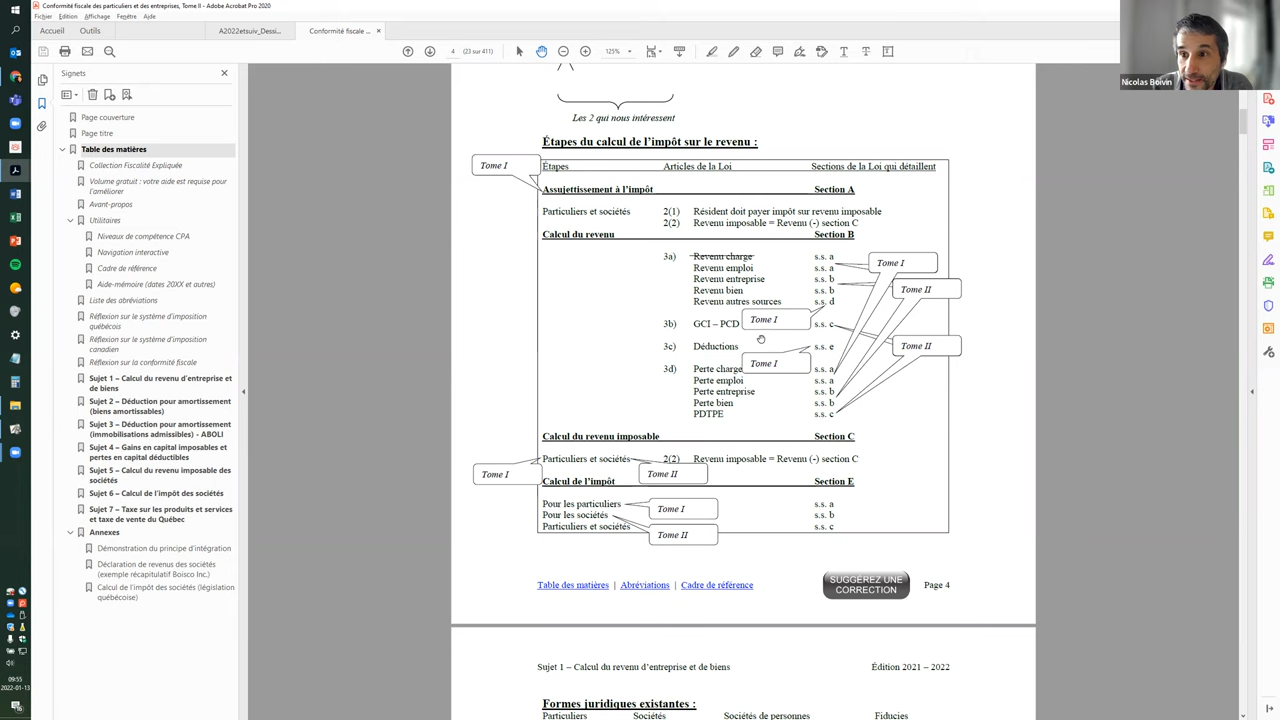 Conformité fiscale des particuliers et des entreprises, Tome II - Adobe Acrobat Pro 2020
Fichier Edition Affichage Fenêtre Aide
Accueil Outils A2022etsuiv_Dessi... Conformité fiscale ... ×
4 (23 sur 411) 125%
Nicolas Boivin
Signets
Page couverture
Page titre
Table des matières
Collection Fiscalité Expliquée
Volume gratuit : votre aide est requise pour
l'améliorer
Avant-propos
Utilitaires
Niveaux de compétence CPA
Navigation interactive
Cadre de référence
Aide-mémoire (dates 20XX et autres)
Liste des abréviations
Réflexion sur le système d'imposition
québécois
Réflexion sur le système d'imposition
canadien
Réflexion sur la conformité fiscale
Sujet 1 – Calcul du revenu d'entreprise et
de biens
Sujet 2 – Déduction pour amortissement
(biens amortissables)
Sujet 3 – Déduction pour amortissement
(immobilisations admissibles) - ABOLI
Sujet 4 – Gains en capital imposables et
pertes en capital déductibles
Sujet 5 – Calcul du revenu imposable des
sociétés
Sujet 6 – Calcul de l'impôt des sociétés
Sujet 7 – Taxe sur les produits et services
et taxe de vente du Québec
Annexes
Démonstration du principe d'intégration
Déclaration de revenus des sociétés
(exemple récapitulatif Boisco Inc.)
Calcul de l'impôt des sociétés (législation
québécoise)
09:55
2022-01-13
Les 2 qui nous intéressent
Étapes du calcul de l'impôt sur le revenu :
Tome I
Étapes Articles de la Loi Sections de la Loi qui détaillent
Assujettissement à l'impôt Section A
Particuliers et sociétés 2(1) Résident doit payer impôt sur revenu imposable
2(2) Revenu imposable = Revenu (-) section C
Calcul du revenu Section B
3a) Revenu charge s.s. a
Tome I
Revenu emploi s.s. a
Revenu entreprise s.s. b
Revenu bien s.s. b
Tome II
Revenu autres sources s.s. d
Tome I
3b) GCI – PCD s.s. c
3c) Déductions s.s. e
Tome II
Tome I
3d) Perte charge s.s. a
Perte emploi s.s. a
Perte entreprise s.s. b
Perte bien s.s. b
PDTPE s.s. c
Calcul du revenu imposable Section C
Particuliers et sociétés 2(2) Revenu imposable = Revenu (-) section C
Tome I Tome II
Calcul de l'impôt Section E
Pour les particuliers s.s. a
Tome I
Pour les sociétés s.s. b
Particuliers et sociétés s.s. c
Tome II
Table des matières | Abréviations | Cadre de référence
SUGGÉREZ UNE
CORRECTION
Page 4
Sujet 1 – Calcul du revenu d'entreprise et de biens Édition 2021 – 2022
Formes juridiques existantes :
Particuliers Sociétés Sociétés de personnes Fiducies